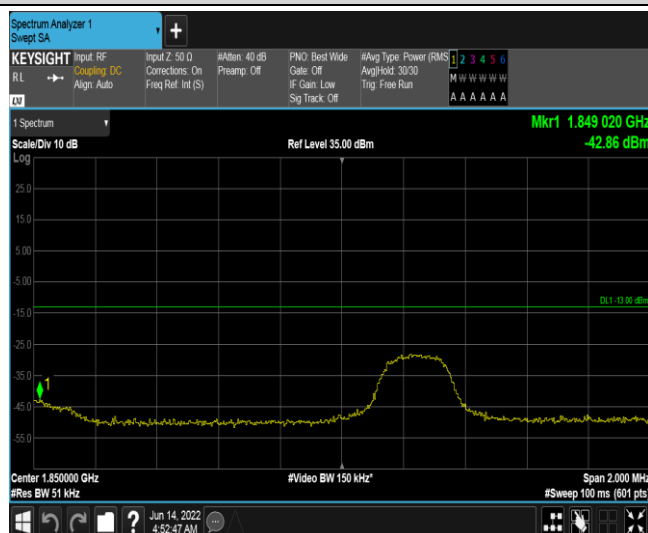 Spectrum Analyzer 1
Swept SA
KEYSIGHT Input: RF Input Z: 50 Ω #Atten: 40 dB PNO: Best Wide #Avg Type: Power (RMS 1 2 3 4 5 6
RL Coupling: DC Corrections: On Preamp: Off Gate: Off Avg|Hold: 30/30 M W W W W W
Align: Auto Freq Ref: Int (S) IF Gain: Low Trig: Free Run
Sig Track: Off A A A A A A
LXI
1 Spectrum Mkr1 1.849 020 GHz
Scale/Div 10 dB Ref Level 35.00 dBm -42.86 dBm
Log
25.0
15.0
5.00
-5.00
DL1 -13.00 dBm
-15.0
-25.0
-35.0
1
-45.0
-55.0
Center 1.850000 GHz #Video BW 150 kHz* Span 2.000 MHz
#Res BW 51 kHz #Sweep 100 ms (601 pts)
? Jun 14, 2022
4:52:47 AM